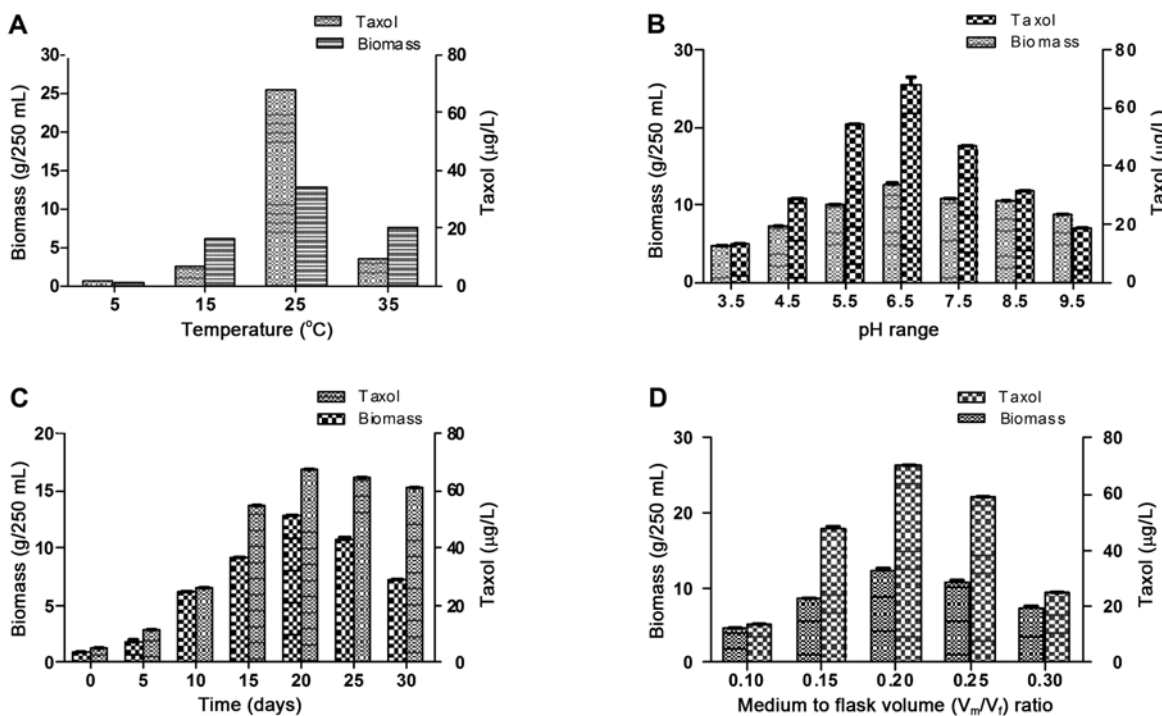 A
Taxol
Biomass
30
25
20
15
10
5
0
Biomass (g/250 mL)
80
60
40
20
0
Taxol (µg/L)
5 15 25 35
Temperature (°C)
B
Taxol
Biomass
30
20
10
0
Biomass (g/250 mL)
80
60
40
20
0
Taxol (µg/L)
3.5 4.5 5.5 6.5 7.5 8.5 9.5
pH range
C
Taxol
Biomass
20
15
10
5
0
Biomass (g/250 mL)
80
60
40
20
0
Taxol (µg/L)
0 5 10 15 20 25 30
Time (days)
D
Taxol
Biomass
30
20
10
0
Biomass (g/250 mL)
80
60
40
20
0
Taxol (µg/L)
0.10 0.15 0.20 0.25 0.30
Medium to flask volume (Vm/Vf) ratio